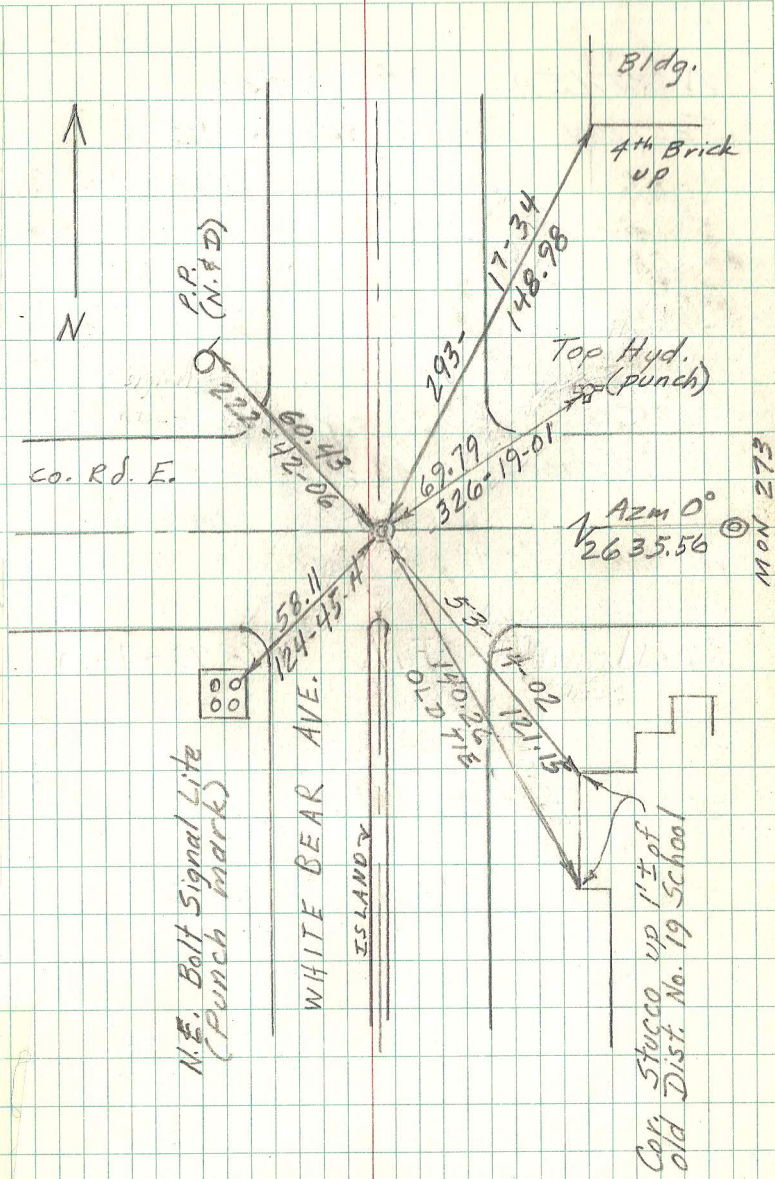 Bldg.
4th Brick
up
N
P.P.
(N.&D)
293-17-34
148.98
Top Hyd.
(punch)
60.43
222-42-06
69.79
326-19-01
Co. Rd. E.
Azm 0°
2635.56
MON 273
58.11
124-45-11
53-14-02
121.15
140.26
WHITE BEAR AVE.
ISLAND
N.E. Bolt Signal Lite
(Punch mark)
Cor. Stucco up 1'± of
old Dist. No. 19 School